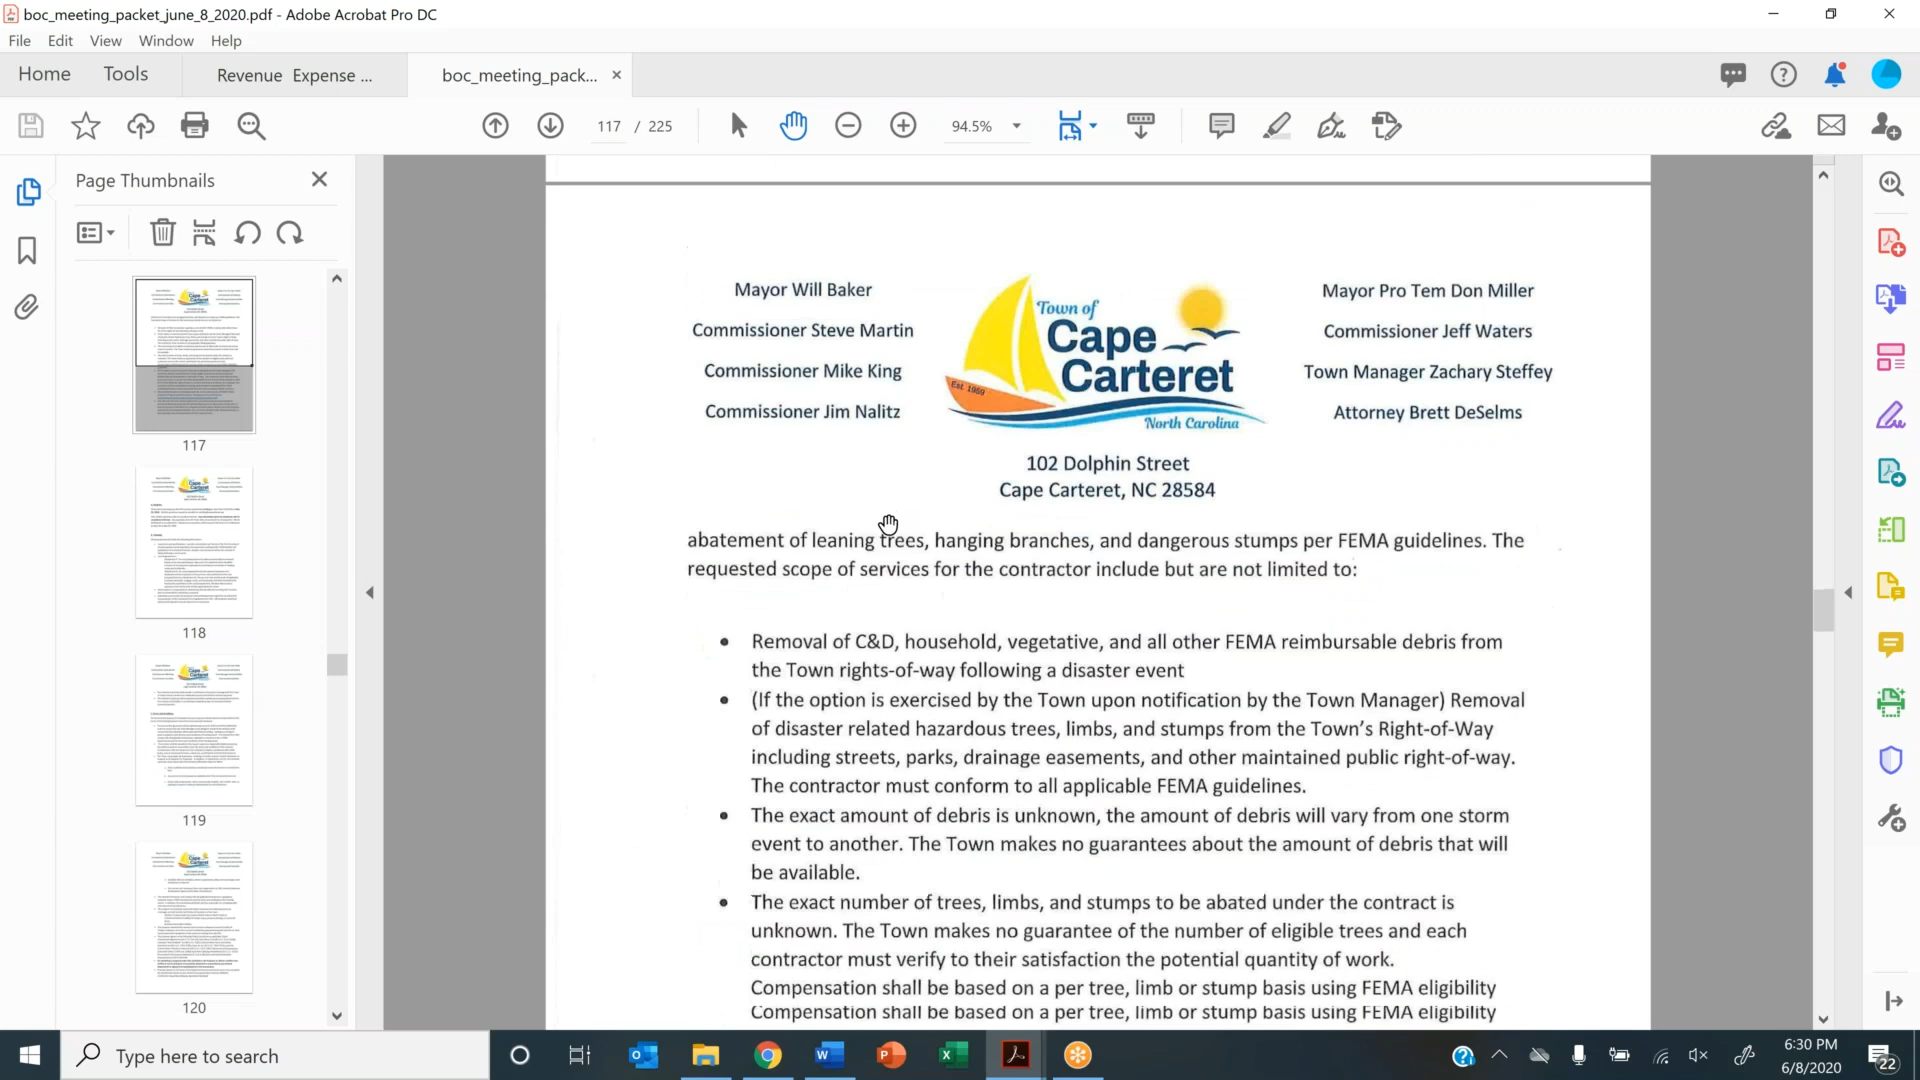 boc_meeting_packet_june_8_2020.pdf - Adobe Acrobat Pro DC
File Edit View Window Help
Home Tools Revenue Expense ... boc_meeting_pack... ×
117 / 225 94.5%
Page Thumbnails
117
118
119
120
Mayor Will Baker
Commissioner Steve Martin
Commissioner Mike King
Commissioner Jim Nalitz
Town of
Cape
Carteret
Est. 1959
North Carolina
Mayor Pro Tem Don Miller
Commissioner Jeff Waters
Town Manager Zachary Steffey
Attorney Brett DeSelms
102 Dolphin Street
Cape Carteret, NC 28584
abatement of leaning trees, hanging branches, and dangerous stumps per FEMA guidelines. The
requested scope of services for the contractor include but are not limited to:
• Removal of C&D, household, vegetative, and all other FEMA reimbursable debris from
the Town rights-of-way following a disaster event
• (If the option is exercised by the Town upon notification by the Town Manager) Removal
of disaster related hazardous trees, limbs, and stumps from the Town's Right-of-Way
including streets, parks, drainage easements, and other maintained public right-of-way.
The contractor must conform to all applicable FEMA guidelines.
• The exact amount of debris is unknown, the amount of debris will vary from one storm
event to another. The Town makes no guarantees about the amount of debris that will
be available.
• The exact number of trees, limbs, and stumps to be abated under the contract is
unknown. The Town makes no guarantee of the number of eligible trees and each
contractor must verify to their satisfaction the potential quantity of work.
Compensation shall be based on a per tree, limb or stump basis using FEMA eligibility
Compensation shall be based on a per tree, limb or stump basis using FEMA eligibility
Type here to search
6:30 PM
6/8/2020
22